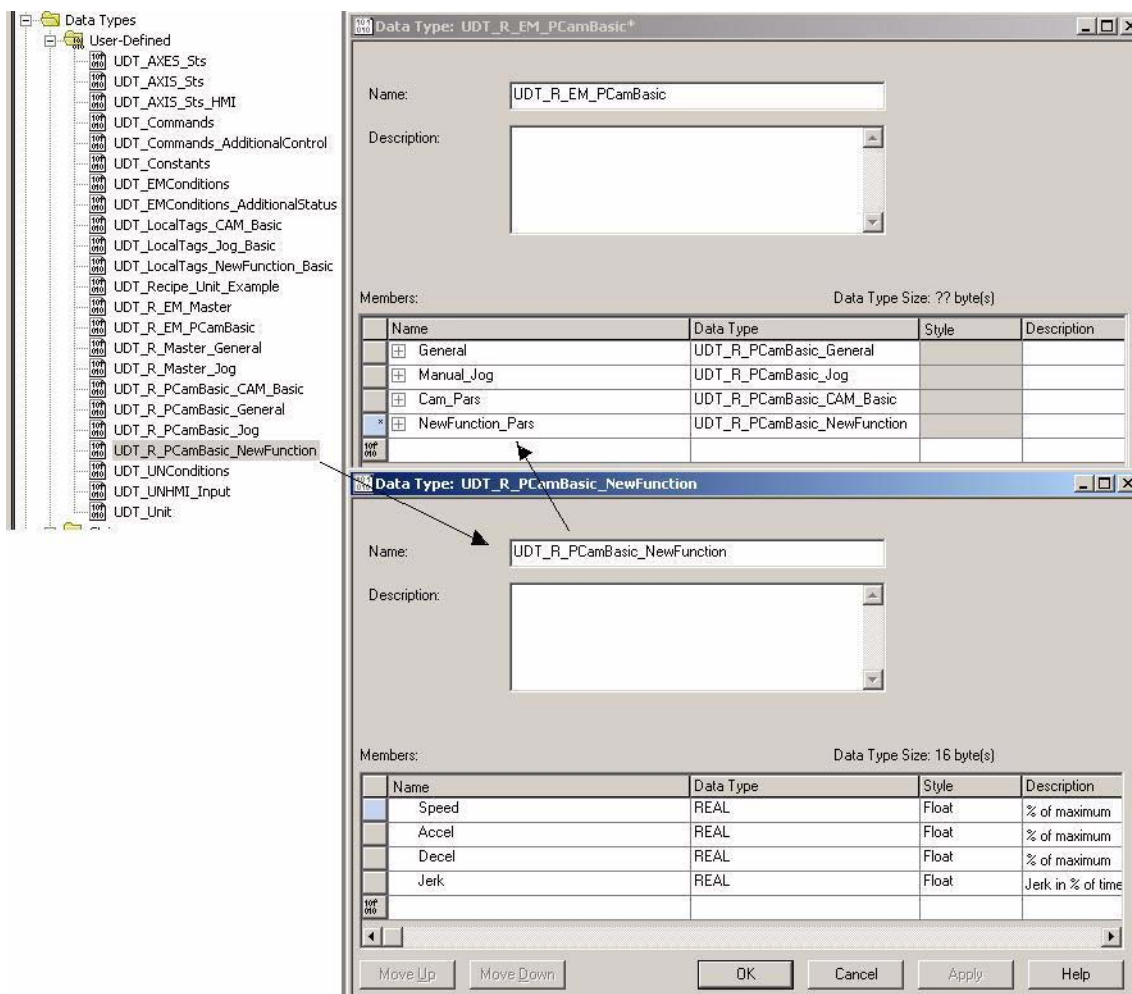 Data Types
User-Defined
UDT_AXES_Sts
UDT_AXIS_Sts
UDT_AXIS_Sts_HMI
UDT_Commands
UDT_Commands_AdditionalControl
UDT_Constants
UDT_EMConditions
UDT_EMConditions_AdditionalStatus
UDT_LocalTags_CAM_Basic
UDT_LocalTags_Jog_Basic
UDT_LocalTags_NewFunction_Basic
UDT_Recipe_Unit_Example
UDT_R_EM_Master
UDT_R_EM_PCamBasic
UDT_R_Master_General
UDT_R_Master_Jog
UDT_R_PCamBasic_CAM_Basic
UDT_R_PCamBasic_General
UDT_R_PCamBasic_Jog
UDT_R_PCamBasic_NewFunction
UDT_UNConditions
UDT_UNHMI_Input
UDT_Unit
Data Type: UDT_R_EM_PCamBasic*
Name: UDT_R_EM_PCamBasic
Description:
Members: Data Type Size: ?? byte(s)
Name Data Type Style Description
General UDT_R_PCamBasic_General
Manual_Jog UDT_R_PCamBasic_Jog
Cam_Pars UDT_R_PCamBasic_CAM_Basic
* NewFunction_Pars UDT_R_PCamBasic_NewFunction
Data Type: UDT_R_PCamBasic_NewFunction
Name: UDT_R_PCamBasic_NewFunction
Description:
Members: Data Type Size: 16 byte(s)
Name Data Type Style Description
Speed REAL Float % of maximum
Accel REAL Float % of maximum
Decel REAL Float % of maximum
Jerk REAL Float Jerk in % of time
Move Up Move Down OK Cancel Apply Help